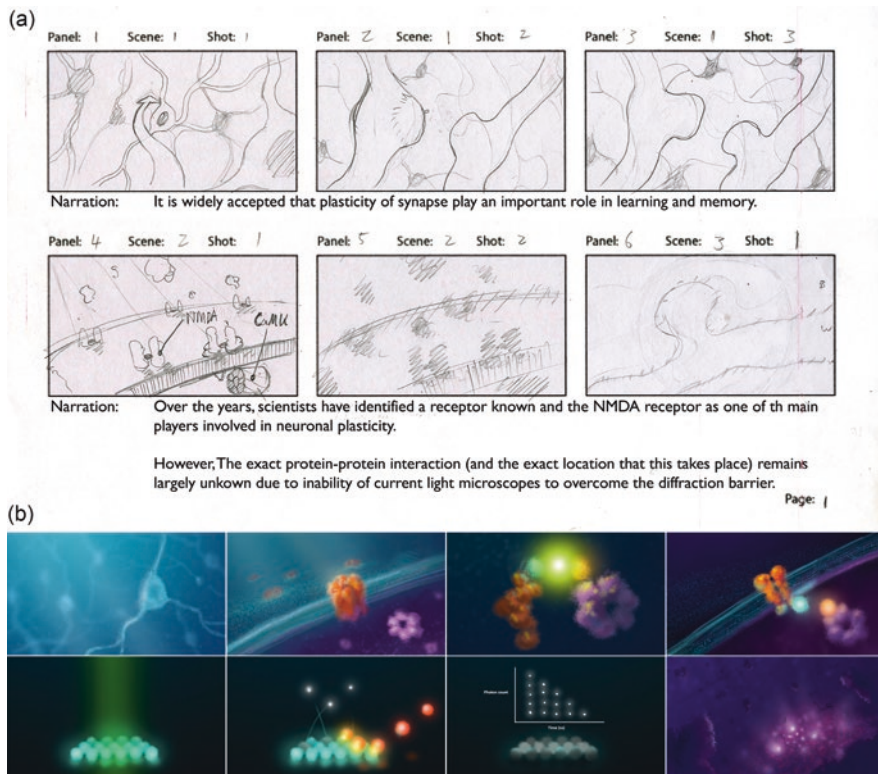 (a)
Panel: 1 Scene: 1 Shot: 1 Panel: 2 Scene: 1 Shot: 2 Panel: 3 Scene: 1 Shot: 3
Narration: It is widely accepted that plasticity of synapse play an important role in learning and memory.
Panel: 4 Scene: 2 Shot: 1 Panel: 5 Scene: 2 Shot: 2 Panel: 6 Scene: 3 Shot: 1
NMDA CaMK
Narration: Over the years, scientists have identified a receptor known and the NMDA receptor as one of th main
players involved in neuronal plasticity.
However, The exact protein-protein interaction (and the exact location that this takes place) remains
largely unkown due to inability of current light microscopes to overcome the diffraction barrier.
Page: 1
(b)
Photon count
Time (ns)